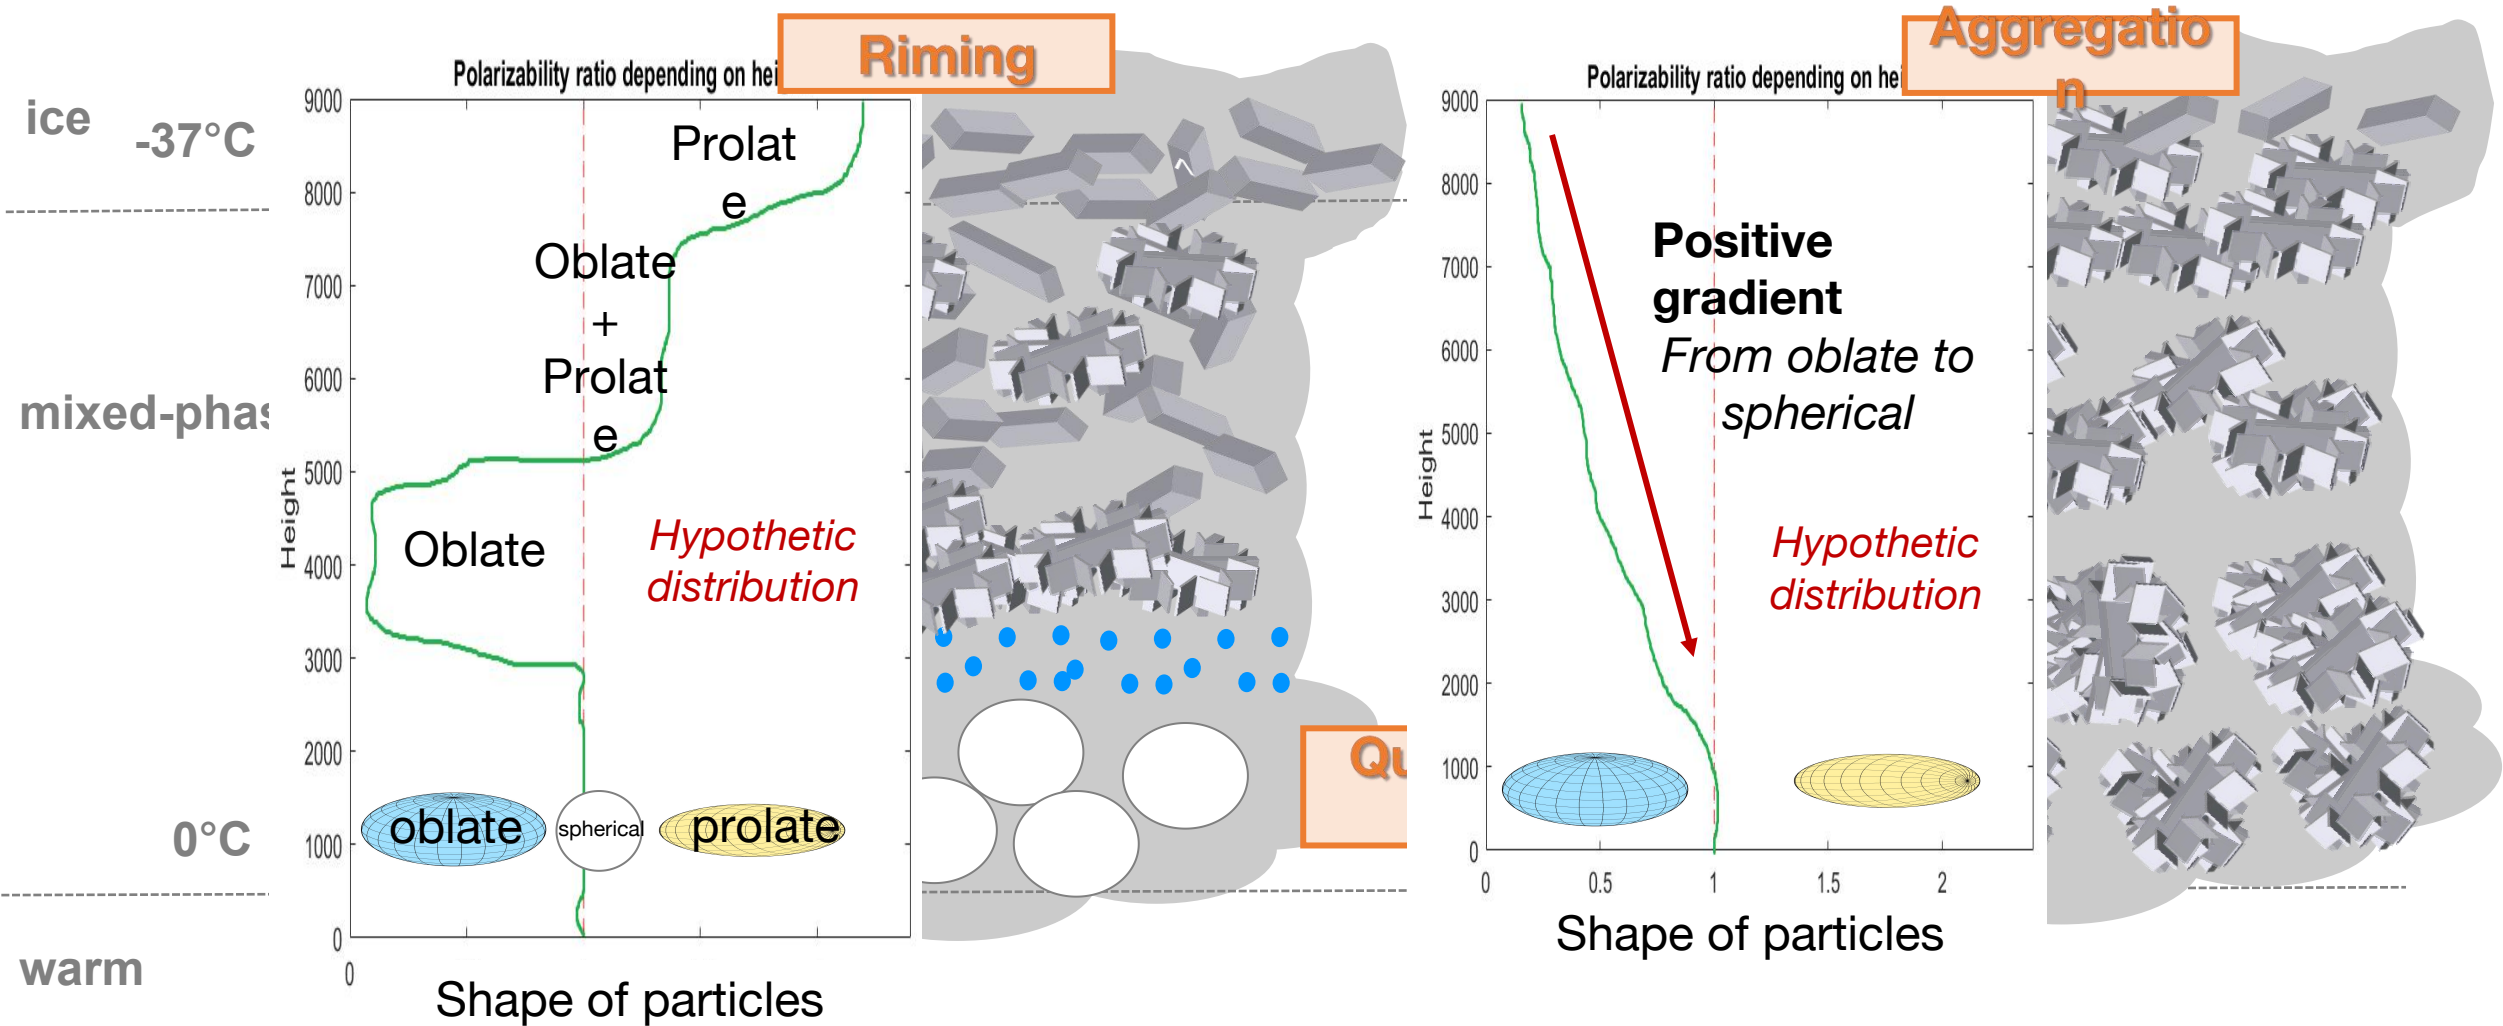 Riming
Aggregatio
n
Polarizability ratio depending on hei
Polarizability ratio depending on hei
ice
-37°C
mixed-phas
0°C
warm
9000
8000
7000
6000
5000
4000
3000
2000
1000
0
0
Height
Prolat
e
Oblate
+
Prolat
e
Oblate
Hypothetic
distribution
oblate
spherical
prolate
Shape of particles
Qu
9000
8000
7000
6000
5000
4000
3000
2000
1000
0
Height
Positive
gradient
From oblate to
spherical
Hypothetic
distribution
0 0.5 1 1.5 2
Shape of particles